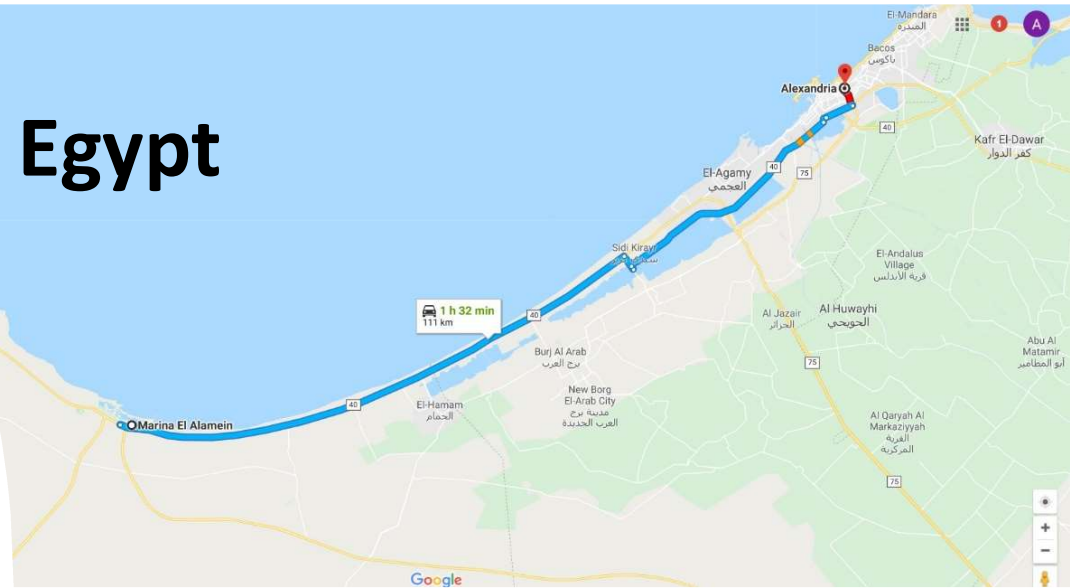 Egypt
El-Mandara
المندرة
1
A
Bacos
باكوس
Alexandria
40
Kafr El-Dawar
كفر الدوار
El-Agamy
العجمي
40
75
Sidi Kirayr
El-Andalus
Village
قرية الأندلس
1 h 32 min
111 km
40
Al Jazair
الجزائر
Al Huwayhi
الحويحي
Burj Al Arab
برج العرب
Abu Al
Matamir
أبو المطامير
75
New Borg
El-Arab City
مدينة برج
العرب الجديدة
40
El-Hamam
الحمام
Marina El Alamein
Al Qaryah Al
Markaziyyah
القرية
المركزية
75
+
−
Google